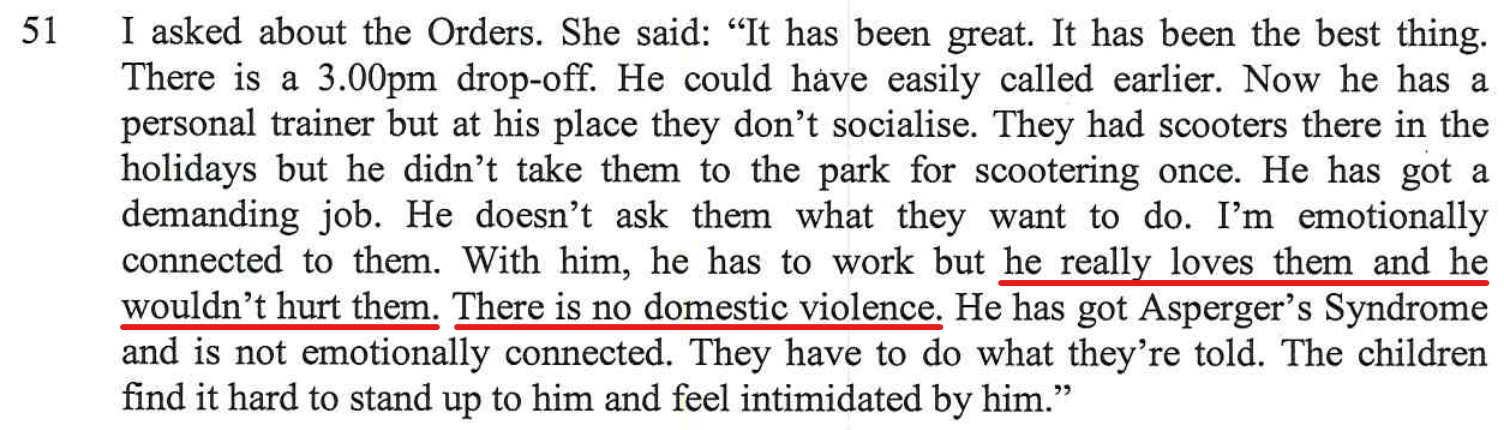 51 I asked about the Orders. She said: “It has been great. It has been the best thing.
There is a 3.00pm drop-off. He could have easily called earlier. Now he has a
personal trainer but at his place they don’t socialise. They had scooters there in the
holidays but he didn’t take them to the park for scootering once. He has got a
demanding job. He doesn’t ask them what they want to do. I’m emotionally
connected to them. With him, he has to work but he really loves them and he
wouldn’t hurt them. There is no domestic violence. He has got Asperger’s Syndrome
and is not emotionally connected. They have to do what they’re told. The children
find it hard to stand up to him and feel intimidated by him.”